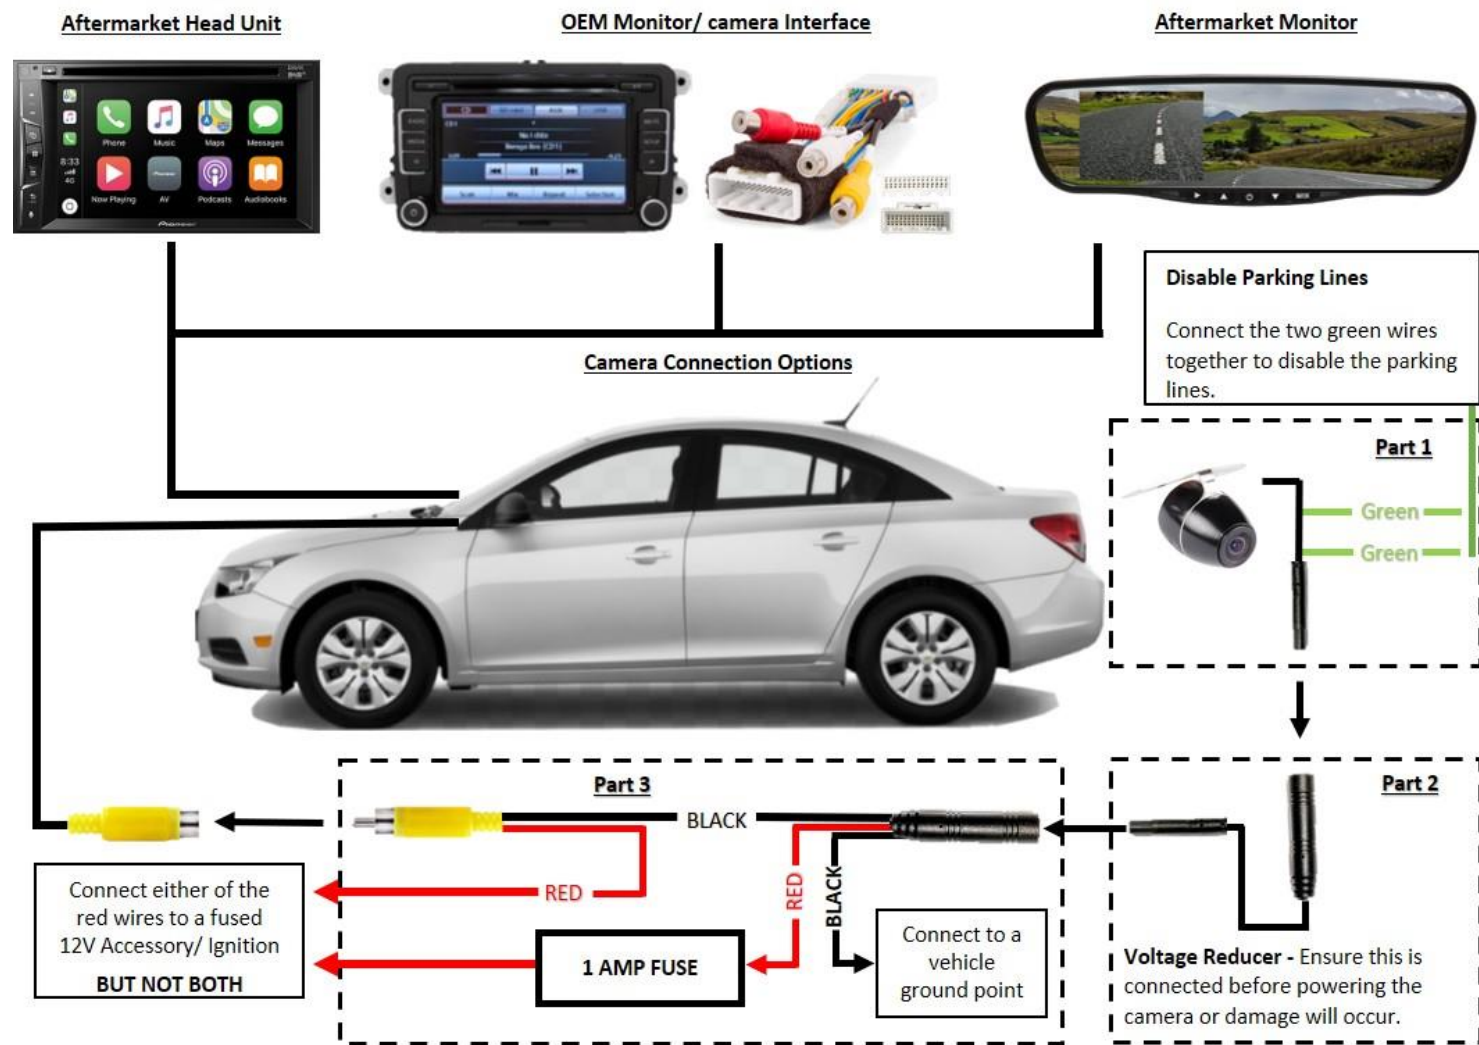 Aftermarket Head Unit
OEM Monitor/ camera Interface
Aftermarket Monitor
8:33
4G
Phone
Music
Maps
Messages
Now Playing
AV
Podcasts
Audiobooks
Pioneer
Disable Parking Lines
Connect the two green wires
together to disable the parking
lines.
Camera Connection Options
Part 1
Green
Green
Part 3
BLACK
RED
RED
BLACK
1 AMP FUSE
Connect to a
vehicle
ground point
Connect either of the
red wires to a fused
12V Accessory/ Ignition
BUT NOT BOTH
Part 2
Voltage Reducer - Ensure this is
connected before powering the
camera or damage will occur.